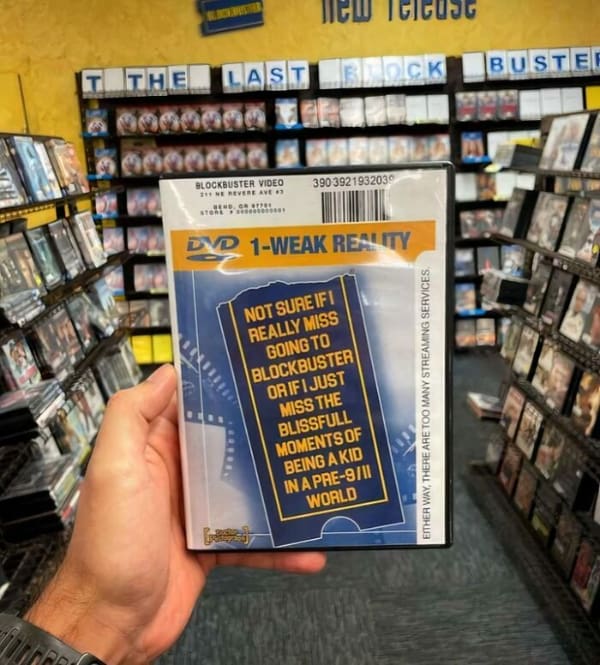 new release
T THE LAST BLOCK BUSTER
BLOCKBUSTER VIDEO
211 NE REVERE AVE #3
BEND, OR 97701
DVD 1-WEAK REALITY
NOT SURE IF I
REALLY MISS
GOING TO
BLOCKBUSTER
OR IF I JUST
MISS THE
BLISSFULL
MOMENTS OF
BEING A KID
IN A PRE-9/11
WORLD
EITHER WAY, THERE ARE TOO MANY STREAMING SERVICES.